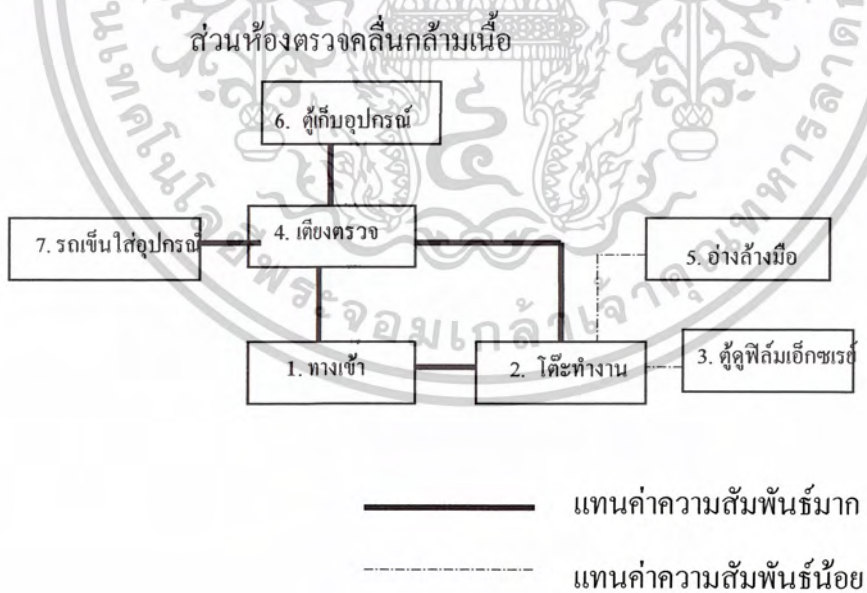 ส่วนห้องตรวจคลื่นกล้ามเนื้อ
6. ตู้เก็บอุปกรณ์
7. รถเข็นใส่อุปกรณ์
4. เตียงตรวจ
5. อ่างล้างมือ
1. ทางเข้า
2. โต๊ะทำงาน
3. ตู้ดูฟิล์มเอ็กซเรย์
แทนค่าความสัมพันธ์มาก
แทนค่าความสัมพันธ์น้อย